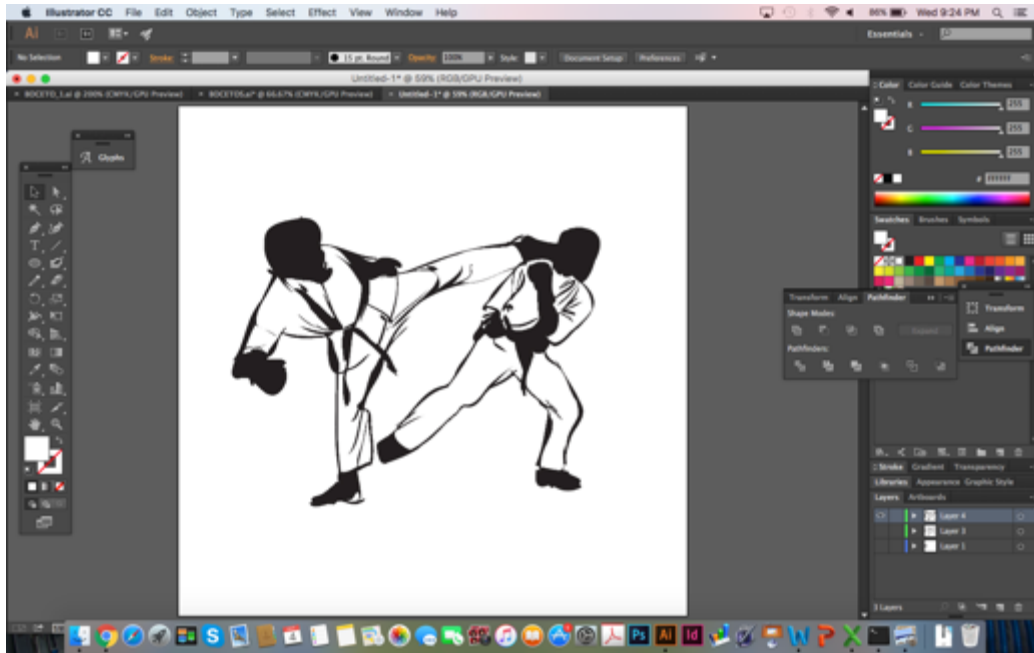 Illustrator CC File Edit Object Type Select Effect View Window Help
86% Wed 9:24 PM
Ai
Essentials
No Selection Stroke: 15 pt. Round Opacity: 100% Style: Document Setup Preferences
Untitled-1* @ 59% (RGB/GPU Preview)
BOCETO_1.ai @ 200% (CMYK/GPU Preview) BOCETOS.ai* @ 66.67% (CMYK/GPU Preview) Untitled-1* @ 59% (RGB/GPU Preview)
Color Color Guide Color Themes
R 255
G 255
B 255
# FFFFFF
Glyphs
Swatches Brushes Symbols
Transform Align Pathfinder
Shape Modes:
Expand
Pathfinders:
Transform
Align
Pathfinder
Stroke Gradient Transparency
Libraries Appearance Graphic Style
Layers Artboards
Layer 4
Layer 3
Layer 1
3 Layers
Ps Ai Id